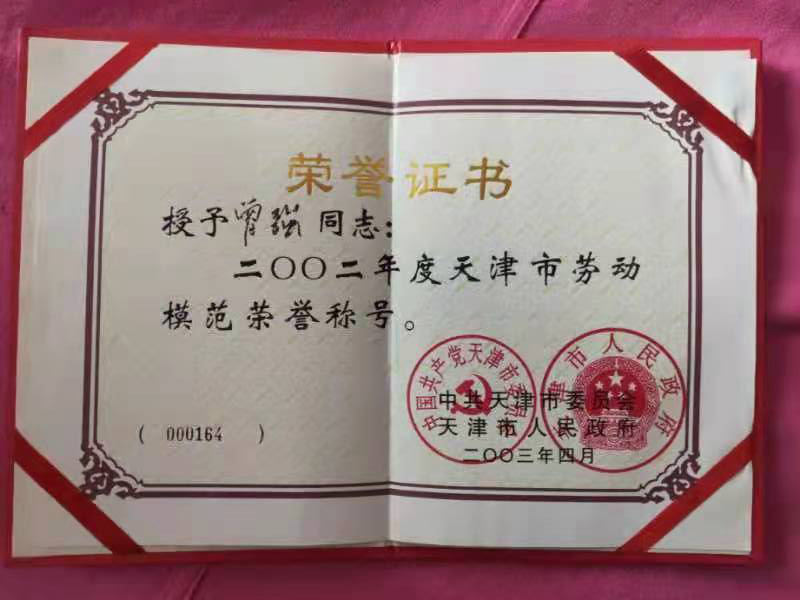 荣誉证书
授予曾强同志：
二〇〇二年度天津市劳动
模范荣誉称号。
中国共产党天津市委员会
天津市人民政府
中共天津市委员会
天津市人民政府
二〇〇三年四月
( 000164 )